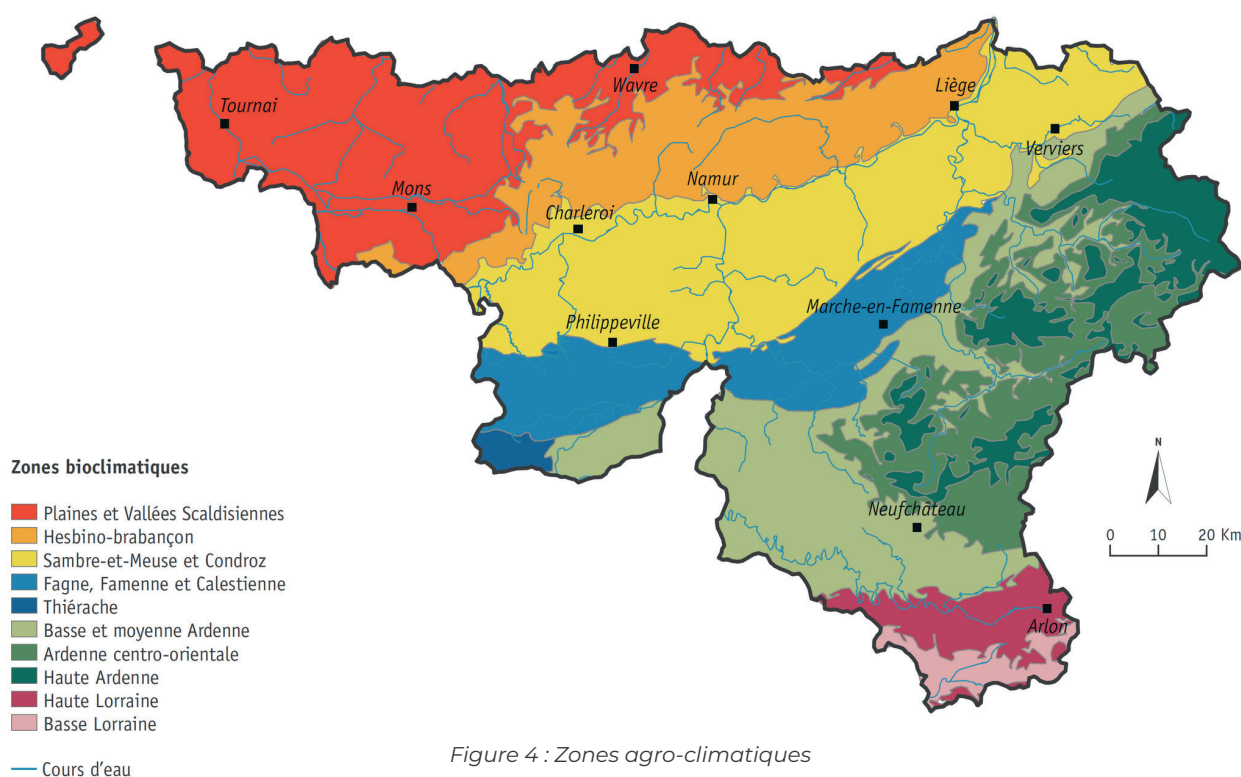 Wavre
Liège
Tournai
Verviers
Mons
Namur
Charleroi
Marche-en-Famenne
Philippeville
Neufchâteau
Arlon
N
0 10 20 Km
Zones bioclimatiques
Plaines et Vallées Scaldisiennes
Hesbino-brabançon
Sambre-et-Meuse et Condroz
Fagne, Famenne et Calestienne
Thiérache
Basse et moyenne Ardenne
Ardenne centro-orientale
Haute Ardenne
Haute Lorraine
Basse Lorraine
Cours d'eau
Figure 4 : Zones agro-climatiques